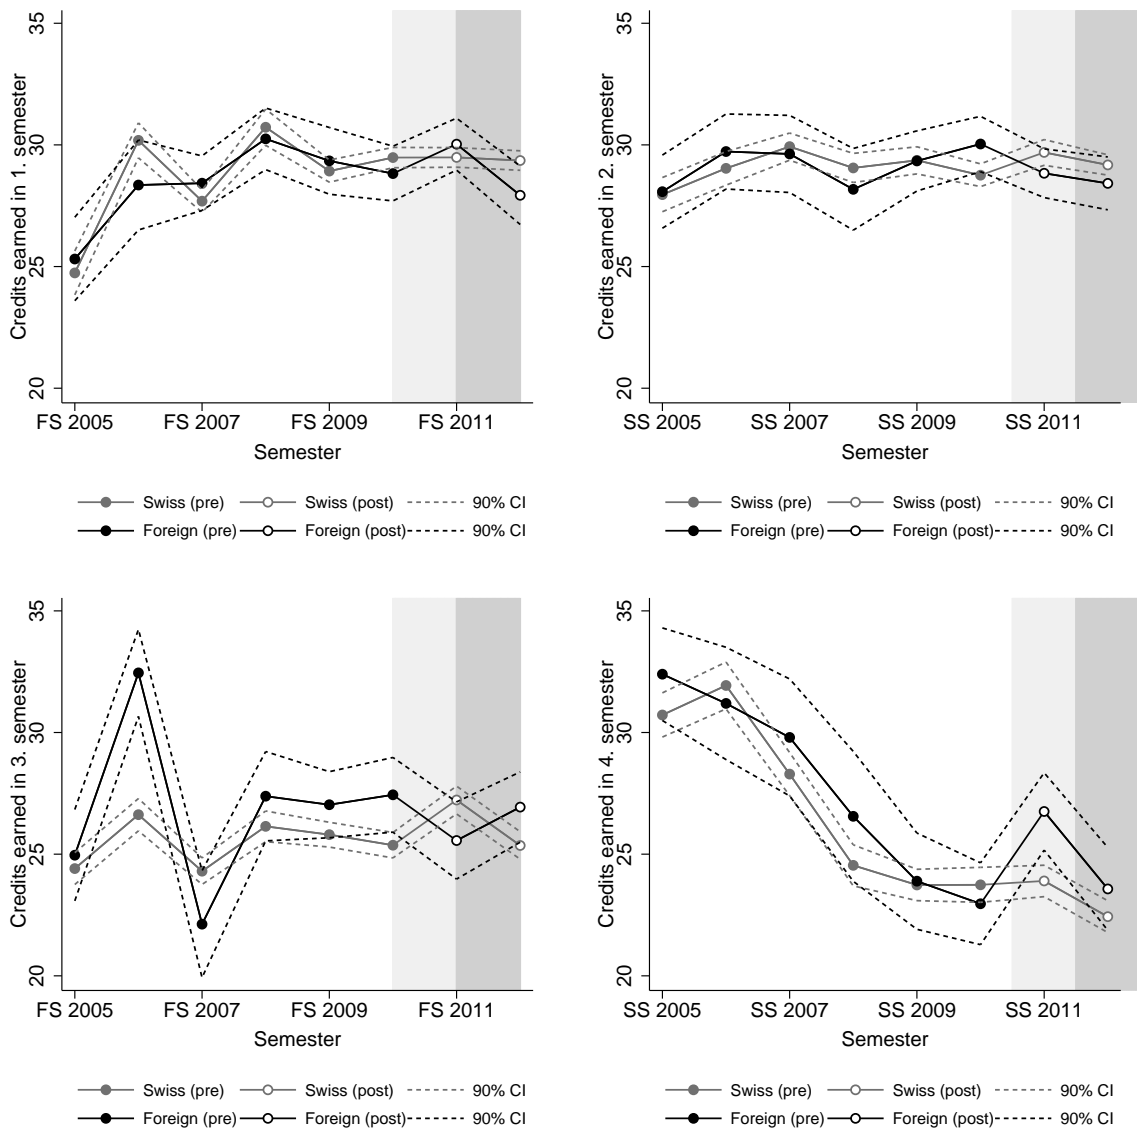 Credits earned in 1. semester
35
30
25
20
FS 2005 FS 2007 FS 2009 FS 2011
Semester
Swiss (pre) Swiss (post) 90% CI
Foreign (pre) Foreign (post) 90% CI
Credits earned in 2. semester
35
30
25
20
SS 2005 SS 2007 SS 2009 SS 2011
Semester
Swiss (pre) Swiss (post) 90% CI
Foreign (pre) Foreign (post) 90% CI
Credits earned in 3. semester
35
30
25
20
FS 2005 FS 2007 FS 2009 FS 2011
Semester
Swiss (pre) Swiss (post) 90% CI
Foreign (pre) Foreign (post) 90% CI
Credits earned in 4. semester
35
30
25
20
SS 2005 SS 2007 SS 2009 SS 2011
Semester
Swiss (pre) Swiss (post) 90% CI
Foreign (pre) Foreign (post) 90% CI